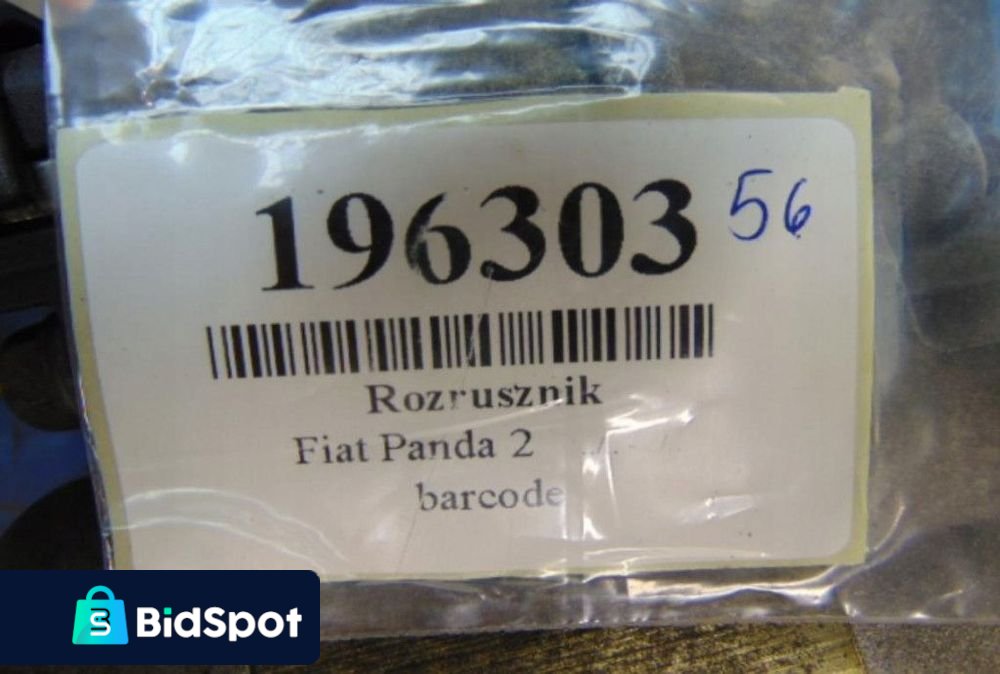 196303 56
Rozrusznik
Fiat Panda 2
barcode
BidSpot